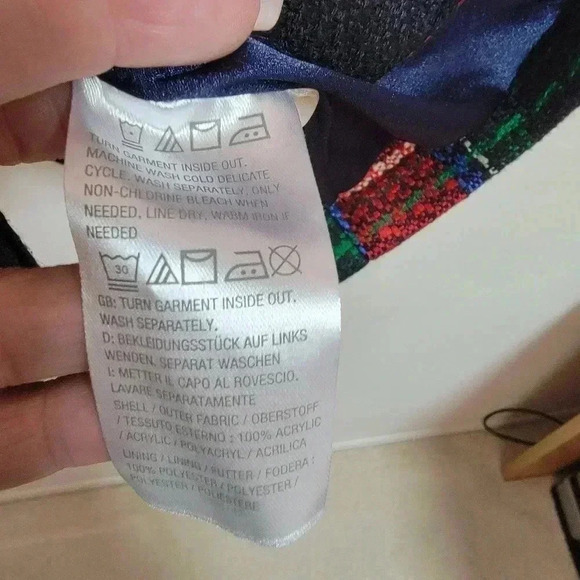 TURN GARMENT INSIDE OUT.
MACHINE WASH COLD DELICATE
CYCLE. WASH SEPARATELY. ONLY
NON-CHLORINE BLEACH WHEN
NEEDED. LINE DRY, WARM IRON IF
NEEDED
30
GB: TURN GARMENT INSIDE OUT.
WASH SEPARATELY.
D: BEKLEIDUNGSSTÜCK AUF LINKS
WENDEN. SEPARAT WASCHEN
I: METTER IL CAPO AL ROVESCIO.
LAVARE SEPARATAMENTE
SHELL / OUTER FABRIC / OBERSTOFF
/ TESSUTO ESTERNO : 100% ACRYLIC
/ ACRYLIC / POLYACRYL / ACRILICA
LINING / LINING / FUTTER / FODERA :
100% POLYESTER / POLYESTER /
POLYESTER / POLIESTERE